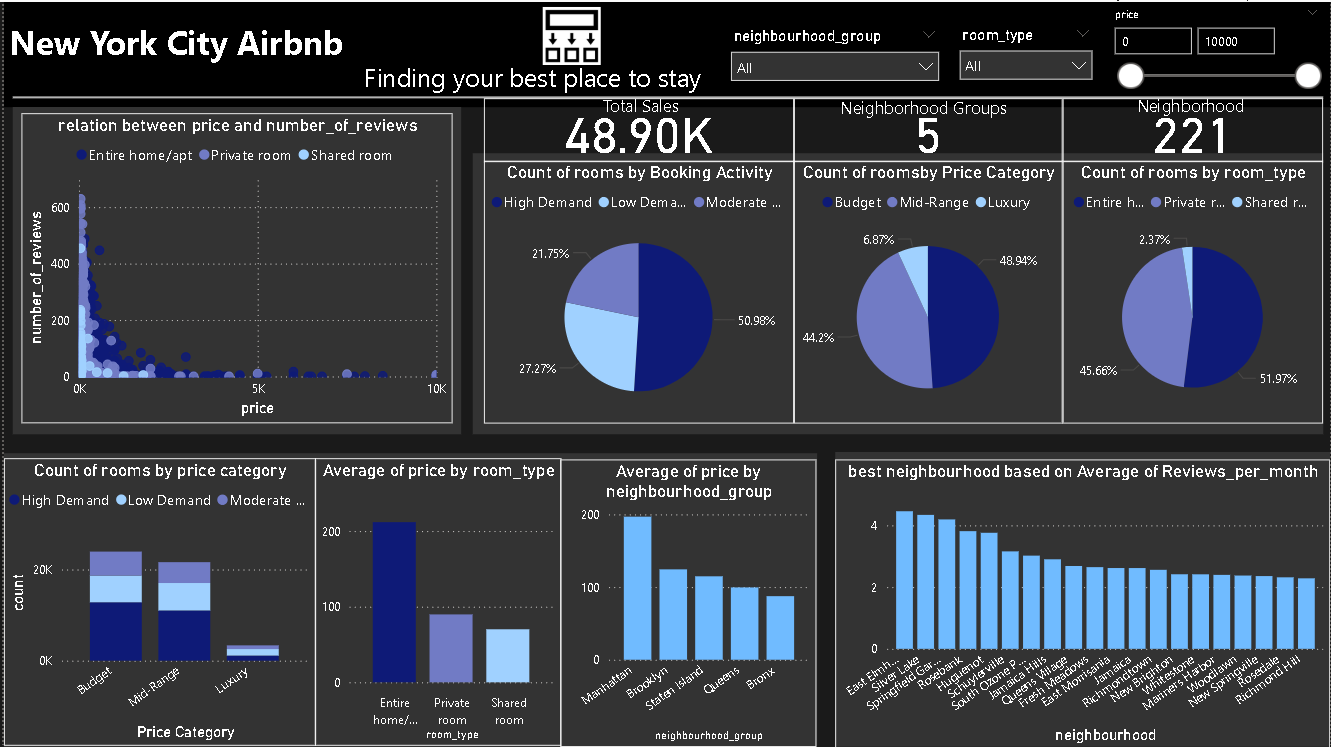 New York City Airbnb
Finding your best place to stay
neighbourhood_group
All
room_type
All
price
0
10000
relation between price and number_of_reviews
Entire home/apt Private room Shared room
number_of_reviews
600
400
200
0
0K 5K 10K
price
Total Sales
48.90K
Neighborhood Groups
5
Neighborhood
221
Count of rooms by Booking Activity
High Demand Low Dema... Moderate ...
21.75%
50.98%
27.27%
Count of roomsby Price Category
Budget Mid-Range Luxury
6.87%
48.94%
44.2%
Count of rooms by room_type
Entire h... Private r... Shared r...
2.37%
45.66%
51.97%
Count of rooms by price category
High Demand Low Demand Moderate ...
count
20K
0K
Budget Mid-Range Luxury
Price Category
Average of price by room_type
200
100
0
Entire Private Shared
home/... room room
room_type
Average of price by
neighbourhood_group
200
100
0
Manhattan Brooklyn Staten Island Queens Bronx
neighbourhood_group
best neighbourhood based on Average of Reviews_per_month
4
2
0
East Elmh... Silver Lake Springfield Gar... Rosebank Huguenot Schuylerville South Ozone P... Jamaica Hills Queens Village Fresh Meadows East Morrisania Jamaica Richmondtown New Brighton Whitestone Mariners Harbor Woodlawn New Springville Rosedale Richmond Hill
neighbourhood